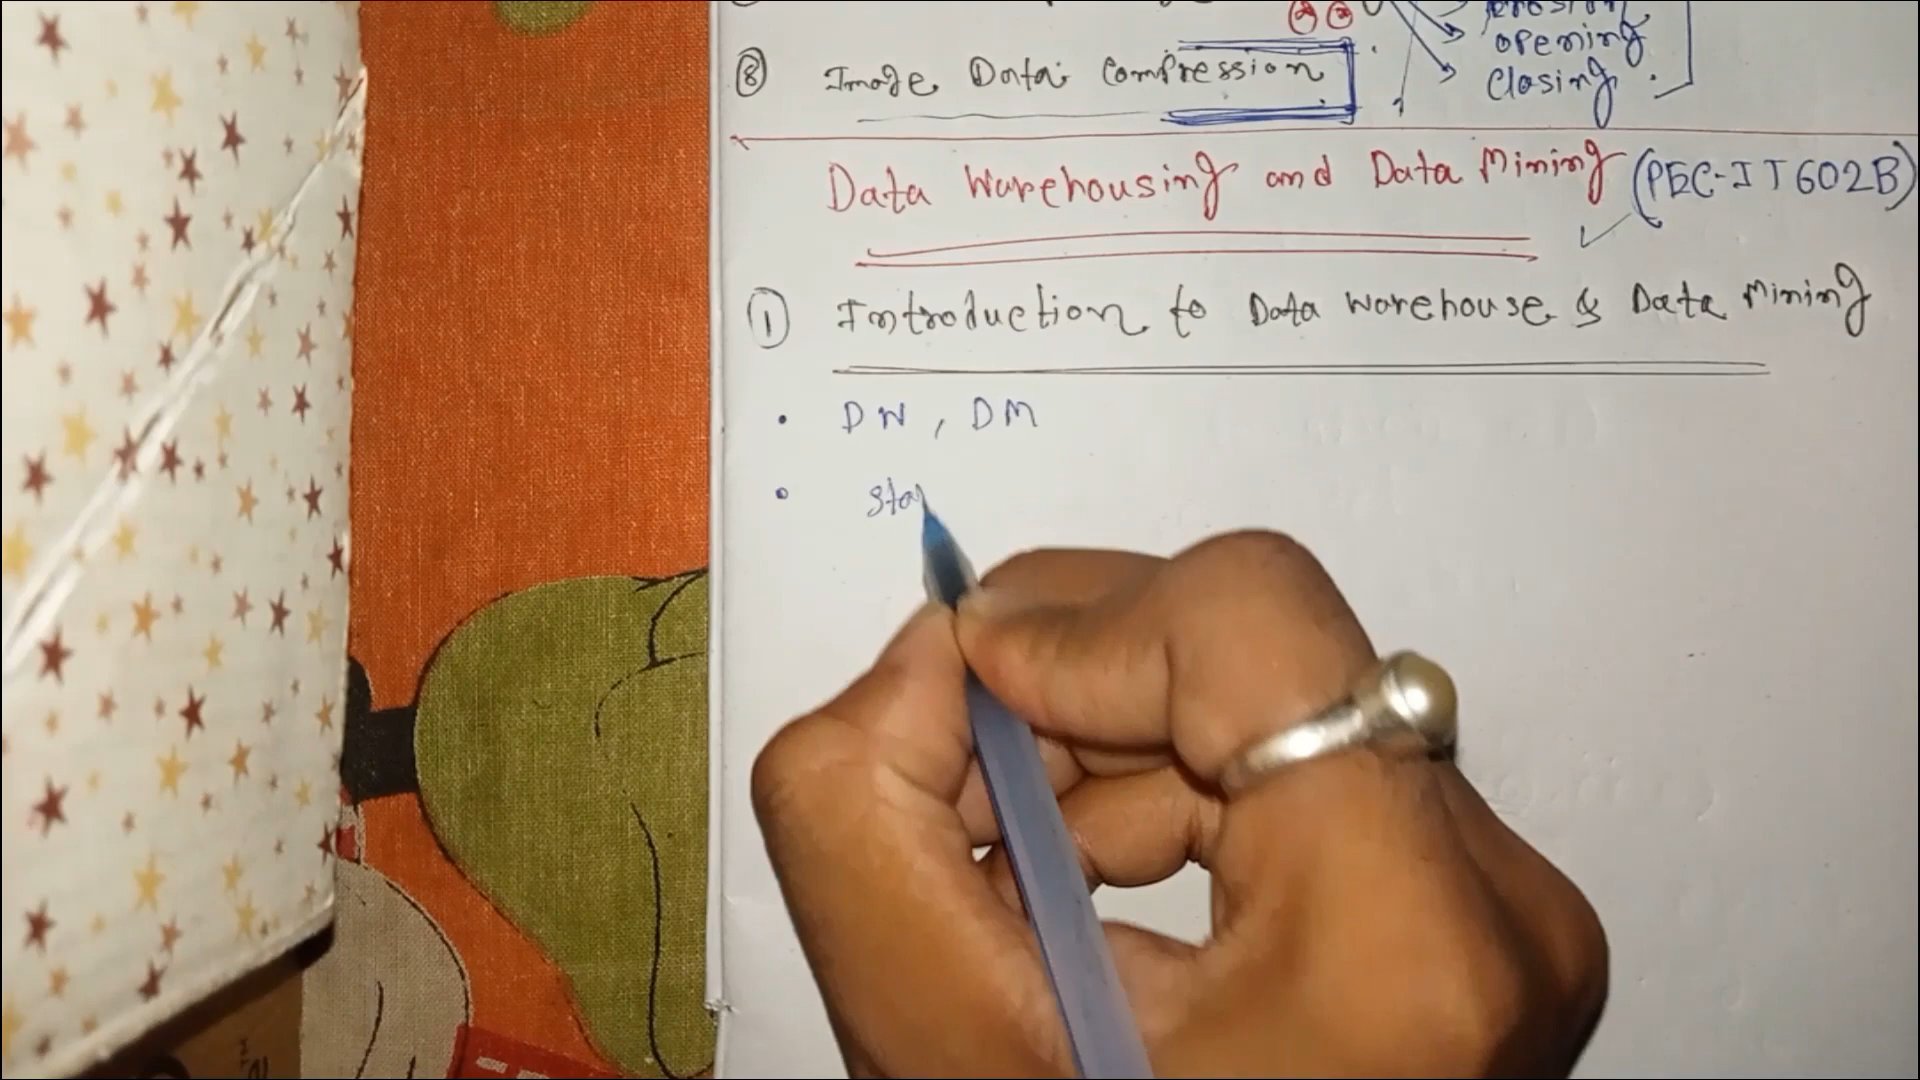 erosion
opening
⑧ Image Data Compression
Closing
Data Warehousing and Data Mining (PEC-IT602B)
① Introduction to Data Warehouse & Data Mining
• DW, DM
• sta